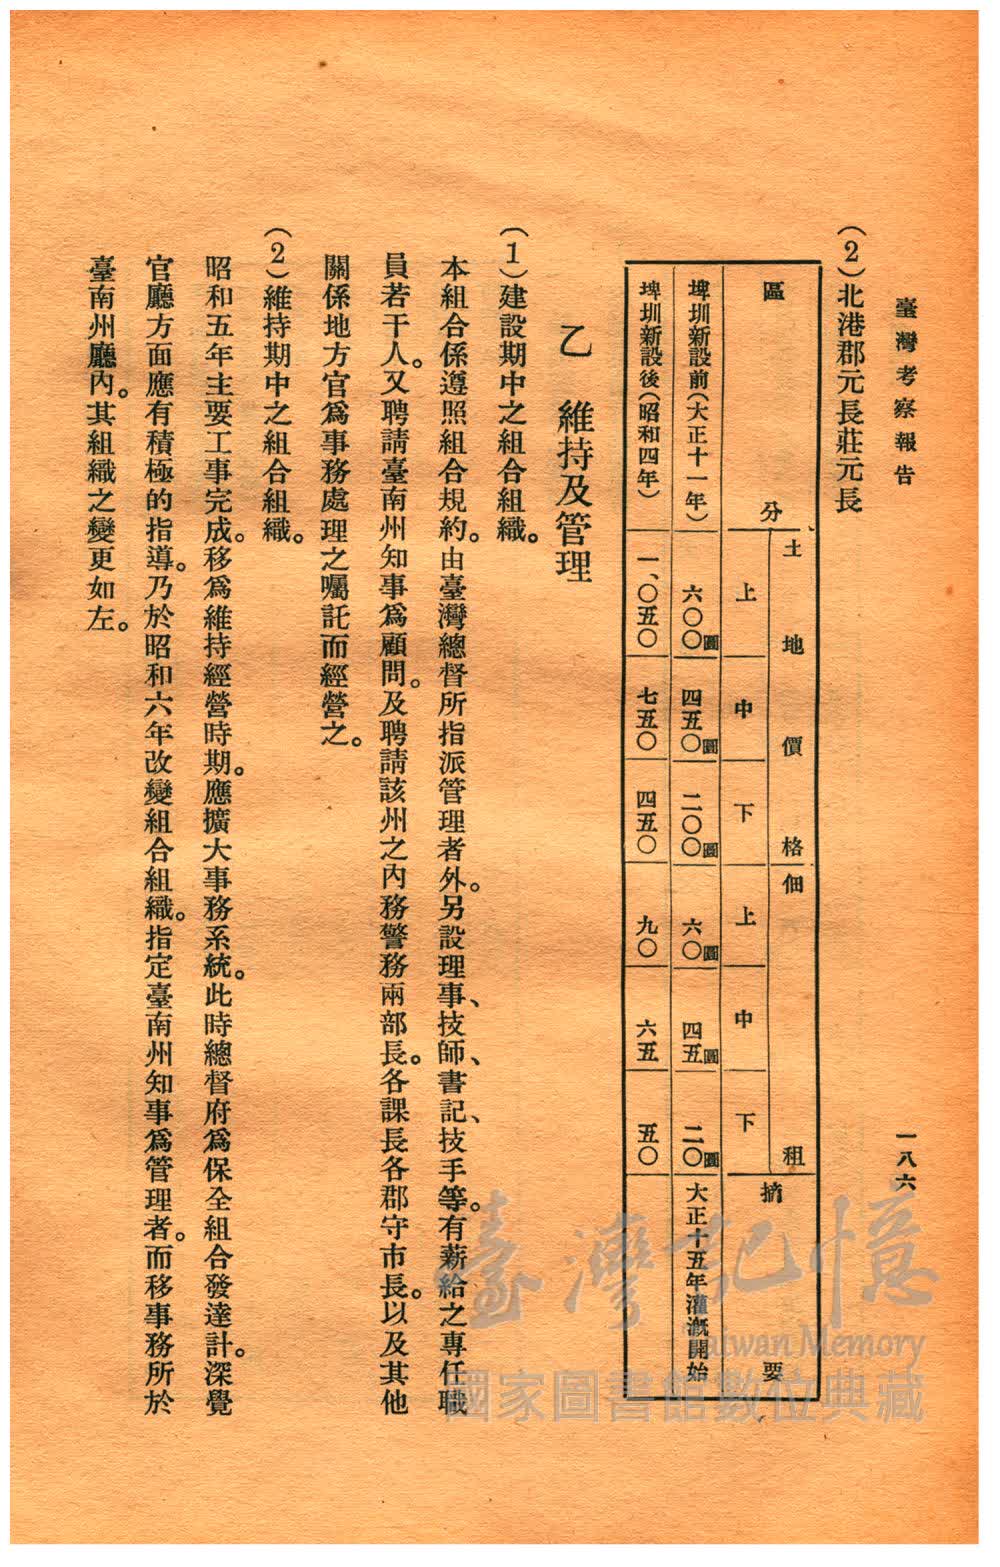 臺灣考察報告
一八六
(2)北港郡元長莊元長
區分
土地價格
佃租
摘要
上
中
下
上
中
下
埤圳新設前(大正十一年)
六〇〇圓
四五〇圓
二〇〇圓
六〇圓
四五圓
二〇圓
大正十五年灌漑開始
埤圳新設後(昭和四年)
一、〇五〇
七五〇
四五〇
九〇
六五
五〇
乙 維持及管理
(1)建設期中之組合組織。
本組合係遵照組合規約。由臺灣總督所指派管理者外。另設理事、技師、書記、技手等。有薪給之專任職
員若干人。又聘請臺南州知事爲顧問。及聘請該州之內務警務兩部長。各課長各郡守市長。以及其他
關係地方官爲事務處理之囑託而經營之。
(2)維持期中之組合組織。
昭和五年主要工事完成。移爲維持經營時期。應擴大事務系統。此時總督府爲保全組合發達計。深覺
官廳方面應有積極的指導。乃於昭和六年改變組合組織。指定臺南州知事爲管理者。而移事務所於
臺南州廳內。其組織之變更如左。
臺灣記憶
Taiwan Memory
國家圖書館數位典藏